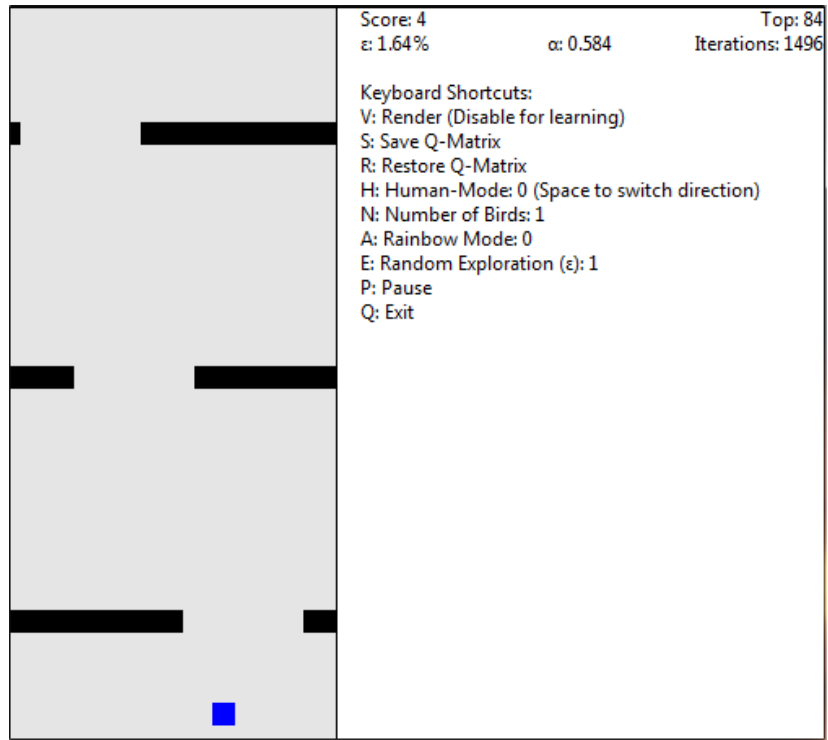 Score: 4 Top: 84
ε: 1.64% α: 0.584 Iterations: 1496
Keyboard Shortcuts:
V: Render (Disable for learning)
S: Save Q-Matrix
R: Restore Q-Matrix
H: Human-Mode: 0 (Space to switch direction)
N: Number of Birds: 1
A: Rainbow Mode: 0
E: Random Exploration (ε): 1
P: Pause
Q: Exit